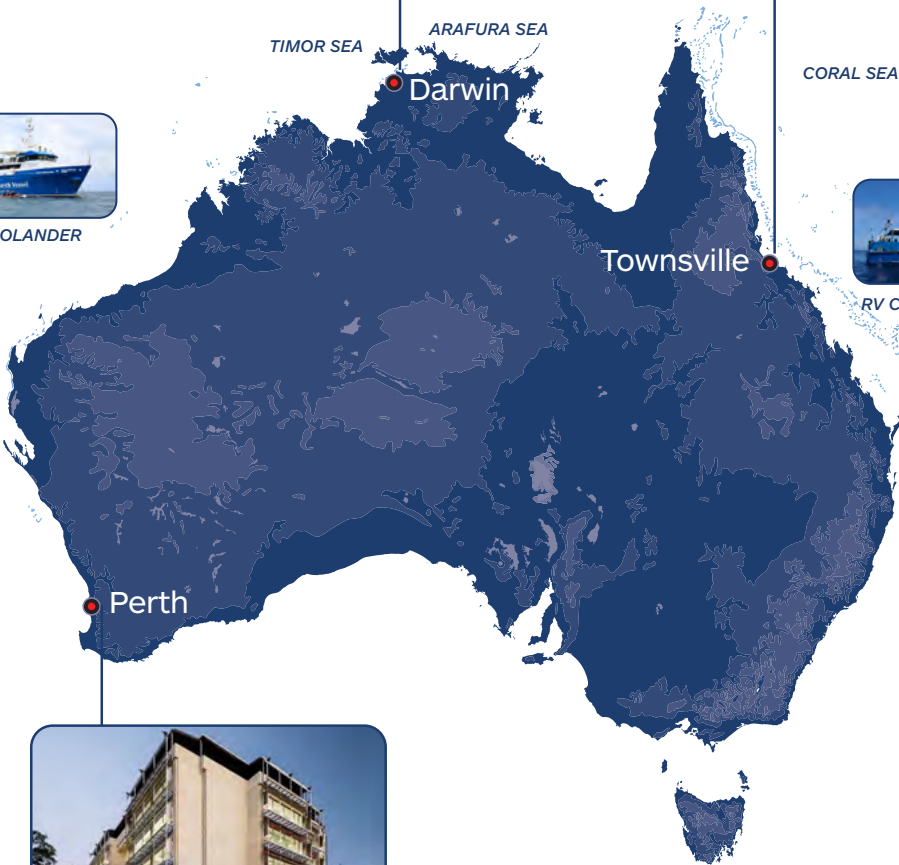 ARAFURA SEA
TIMOR SEA
CORAL SEA
Darwin
OLANDER
Townsville
RV C
Perth